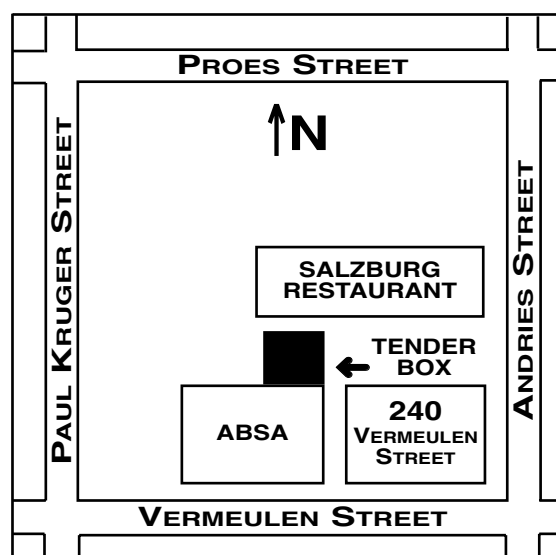 PROES STREET
N
PAUL KRUGER STREET
ANDRIES STREET
SALZBURG
RESTAURANT
TENDER
BOX
ABSA
240
VERMEULEN
STREET
VERMEULEN STREET